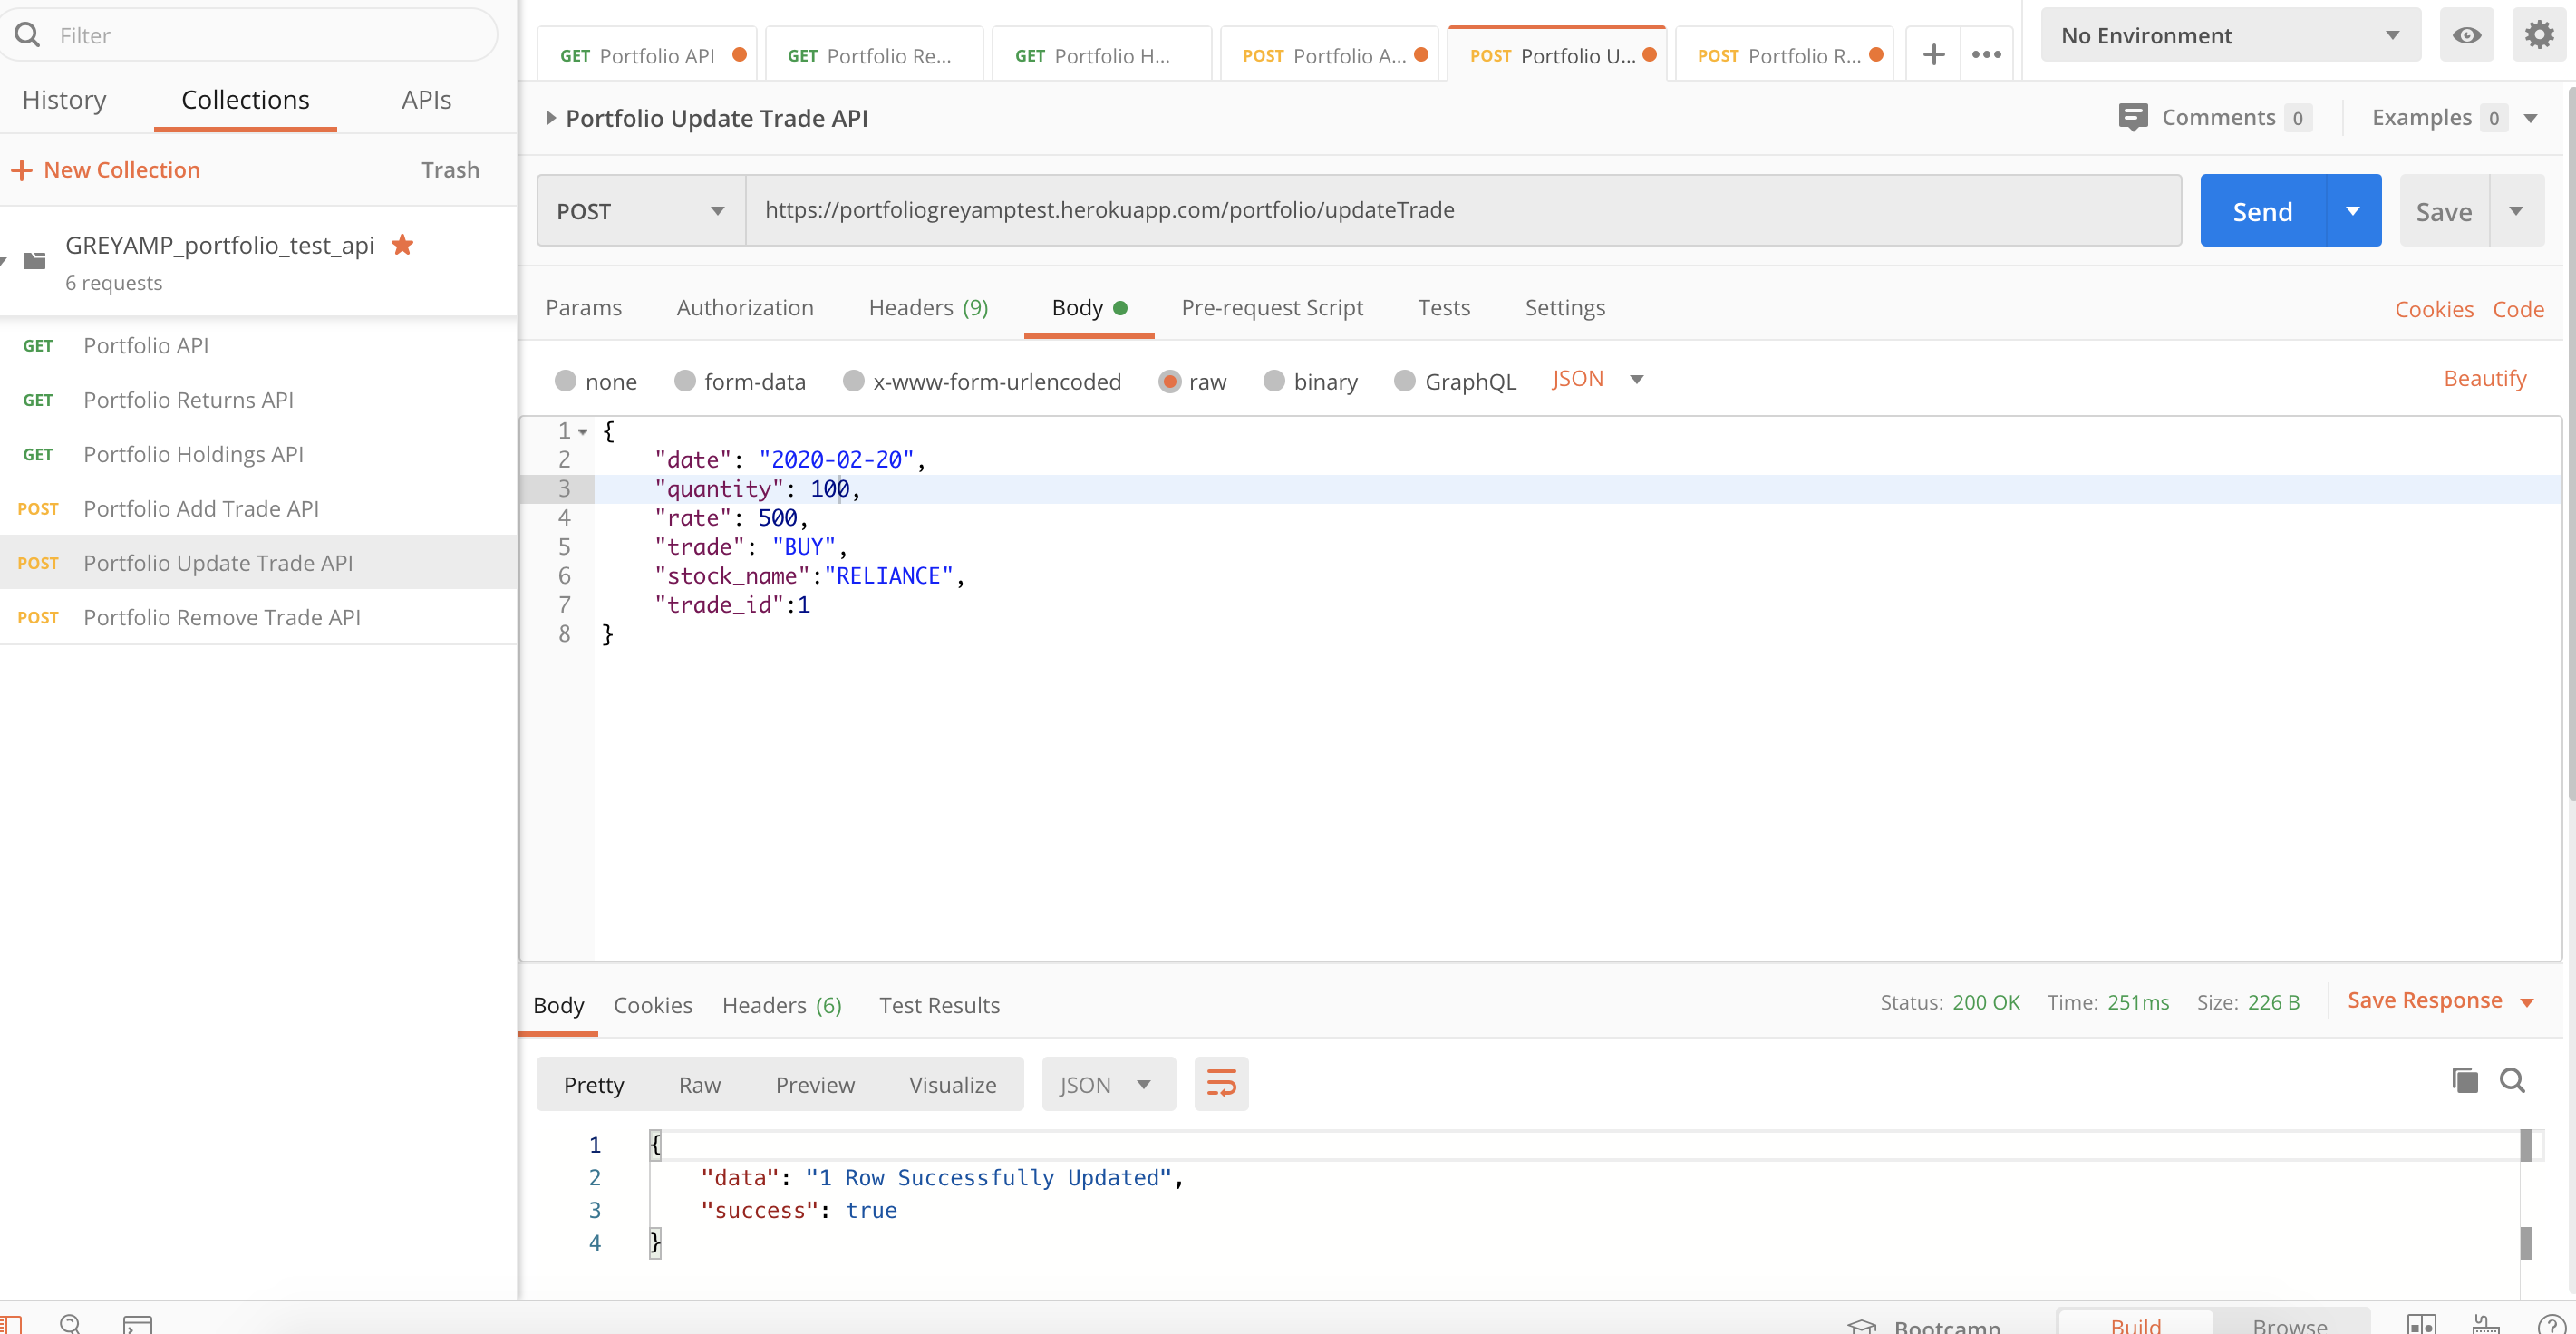 Filter
History Collections APIs
+ New Collection Trash
GREYAMP_portfolio_test_api
6 requests
GET Portfolio API
GET Portfolio Returns API
GET Portfolio Holdings API
POST Portfolio Add Trade API
POST Portfolio Update Trade API
POST Portfolio Remove Trade API
GET Portfolio API GET Portfolio Re... GET Portfolio H... POST Portfolio A... POST Portfolio U... POST Portfolio R... + ••• No Environment
Portfolio Update Trade API Comments 0 Examples 0
POST https://portfoliogreyamptest.herokuapp.com/portfolio/updateTrade Send Save
Params Authorization Headers (9) Body Pre-request Script Tests Settings Cookies Code
none form-data x-www-form-urlencoded raw binary GraphQL JSON Beautify
1 {
2 "date": "2020-02-20",
3 "quantity": 100,
4 "rate": 500,
5 "trade": "BUY",
6 "stock_name":"RELIANCE",
7 "trade_id":1
8 }
Body Cookies Headers (6) Test Results Status: 200 OK Time: 251ms Size: 226 B Save Response
Pretty Raw Preview Visualize JSON
1 {
2 "data": "1 Row Successfully Updated",
3 "success": true
4 }
Bootcamp Build Browse